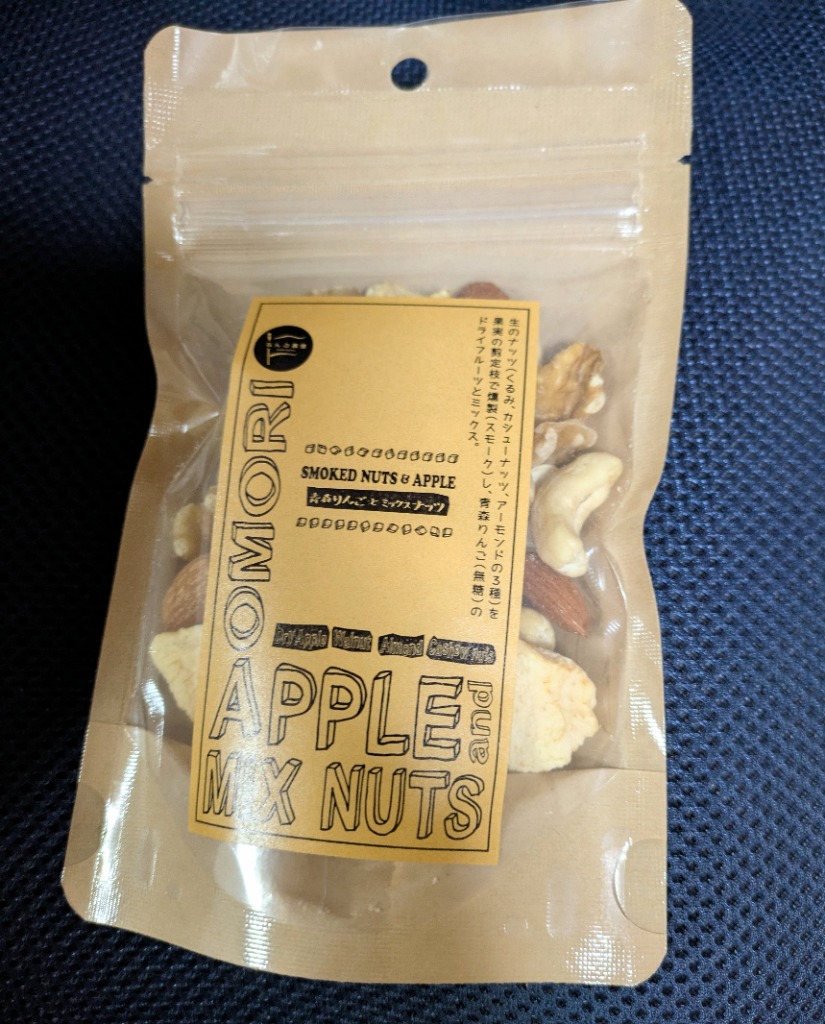 生のナッツ(くるみ、カシューナッツ、アーモンドの3種)を
果実の剪定枝で燻製(スモーク)し、青森りんご(無糖)の
ドライフルーツとミックス。
SMOKED NUTS & APPLE
青森りんごとミックスナッツ
Dry Apple Walnut Almond Cashew nuts
AOMORI
APPLE and
MIX NUTS